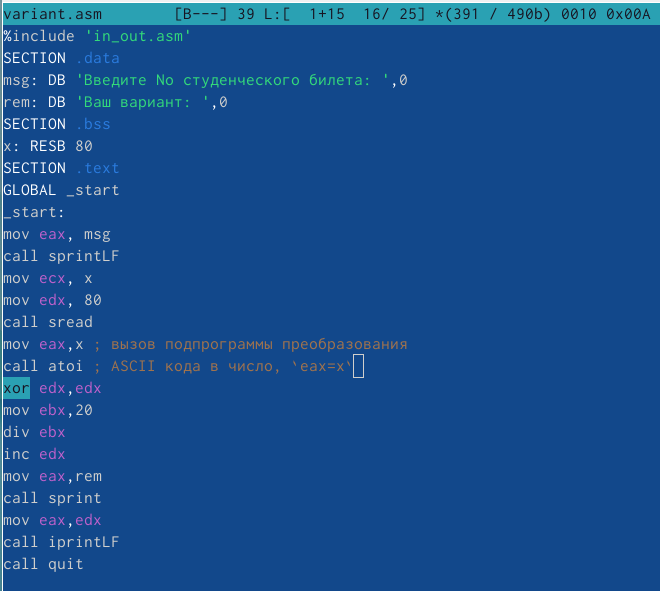 variant.asm [B---] 39 L:[ 1+15 16/ 25] *(391 / 490b) 0010 0x00A
%include 'in_out.asm'
SECTION .data
msg: DB 'Введите No студенческого билета: ',0
rem: DB 'Ваш вариант: ',0
SECTION .bss
x: RESB 80
SECTION .text
GLOBAL _start
_start:
mov eax, msg
call sprintLF
mov ecx, x
mov edx, 80
call sread
mov eax,x ; вызов подпрограммы преобразования
call atoi ; ASCII кода в число, `eax=x`
xor edx,edx
mov ebx,20
div ebx
inc edx
mov eax,rem
call sprint
mov eax,edx
call iprintLF
call quit